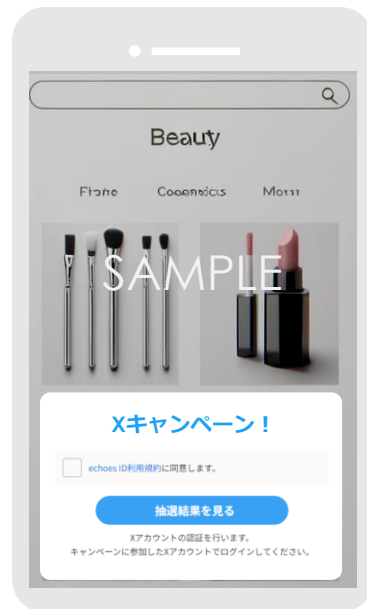 Beauty
SAMPLE
Xキャンペーン！
echoes ID利用規約に同意します。
抽選結果を見る
Xアカウントの認証を行います。
キャンペーンに参加したXアカウントでログインしてください。